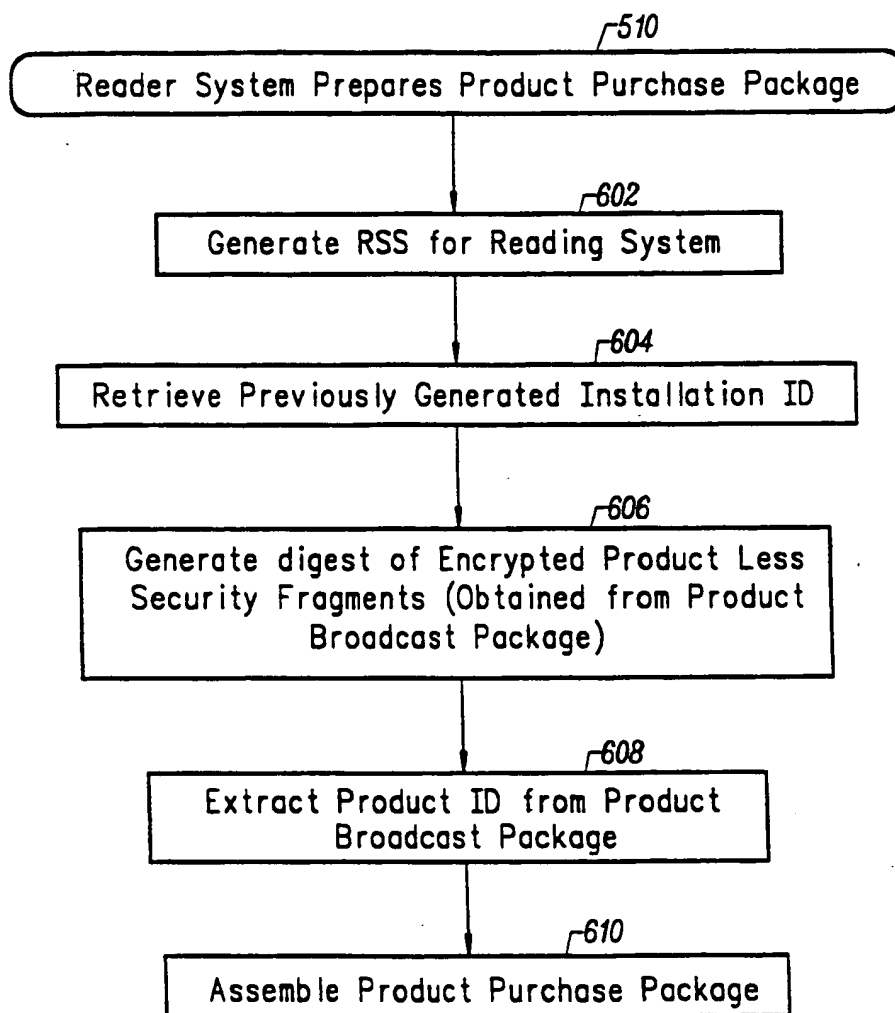 510
Reader System Prepares Product Purchase Package
602
Generate RSS for Reading System
604
Retrieve Previously Generated Installation ID
606
Generate digest of Encrypted Product Less
Security Fragments (Obtained from Product
Broadcast Package)
608
Extract Product ID from Product
Broadcast Package
610
Assemble Product Purchase Package